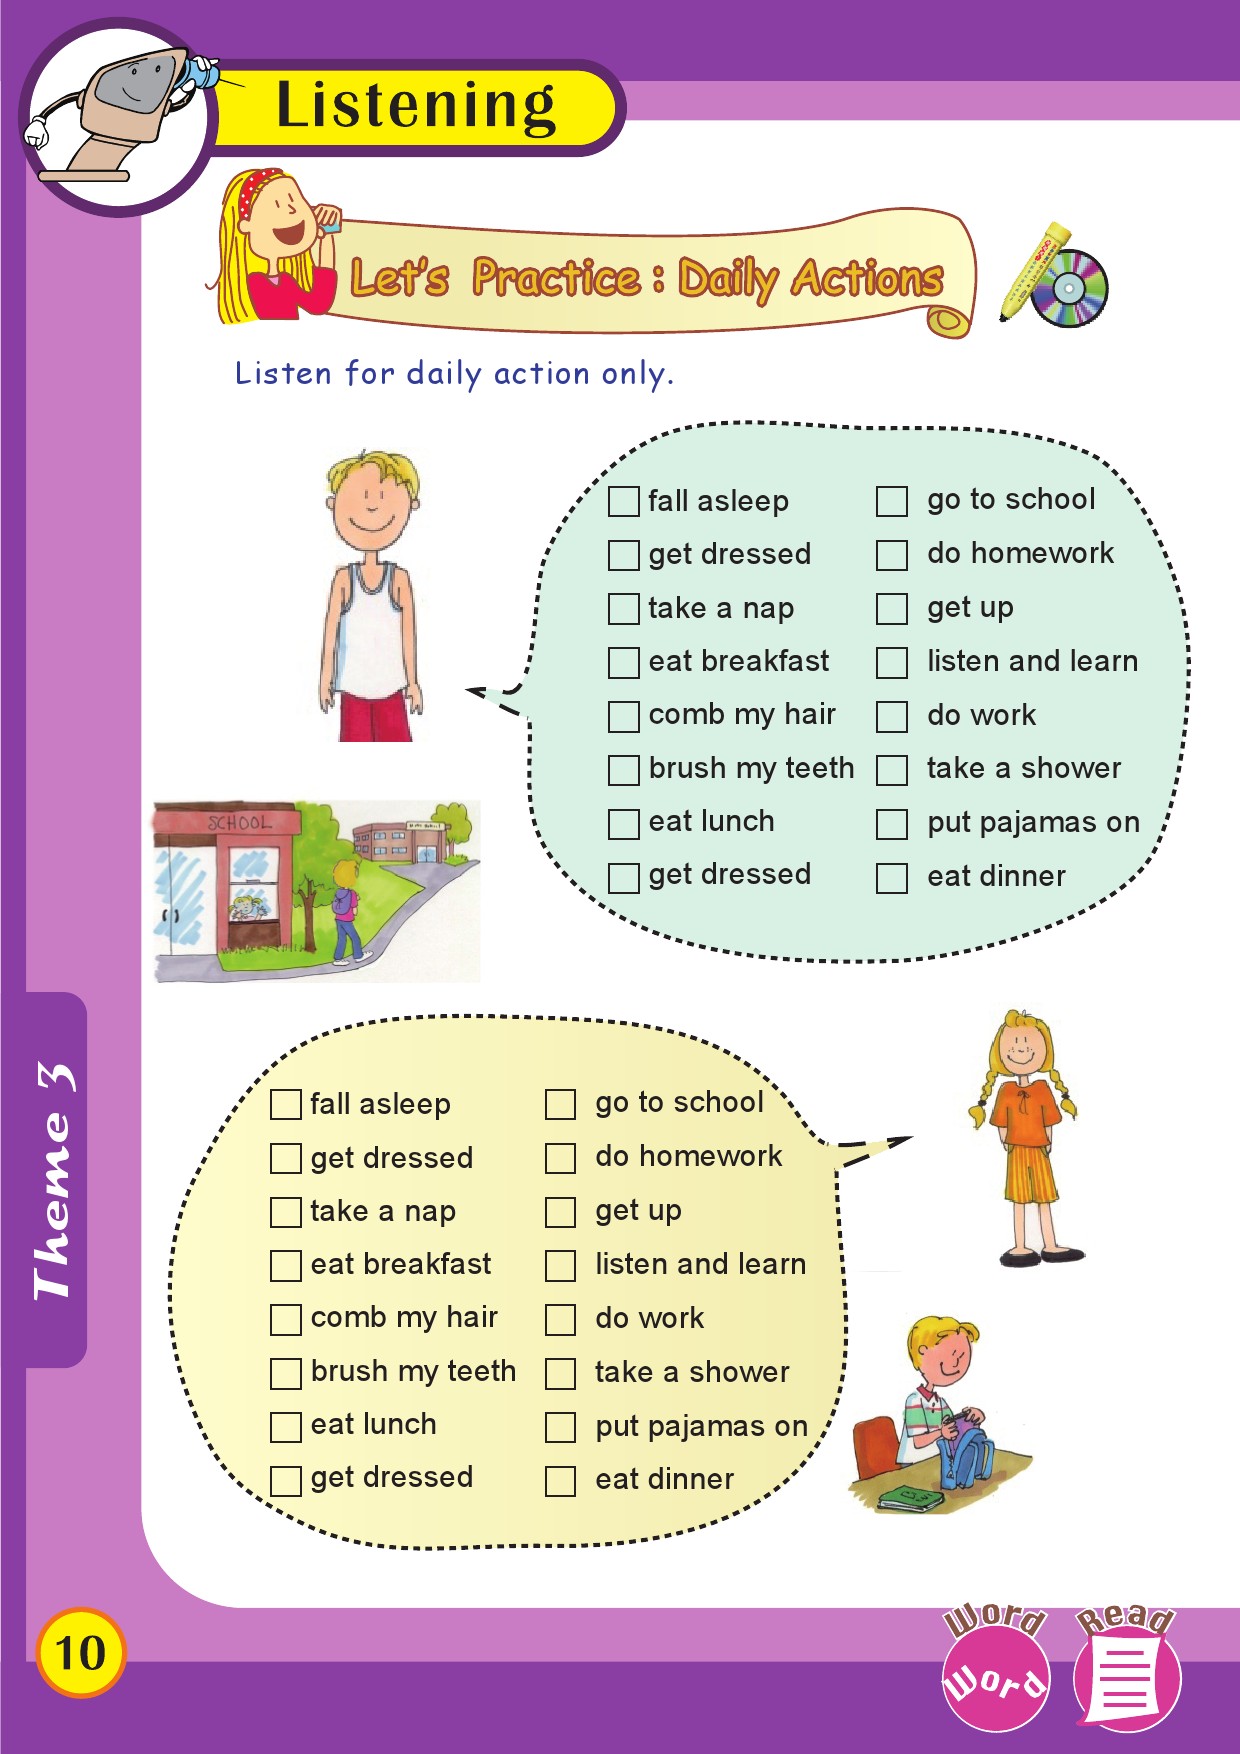 Listening
Let's Practice : Daily Actions
Listen for daily action only.
fall asleep
get dressed
take a nap
eat breakfast
comb my hair
brush my teeth
eat lunch
get dressed
go to school
do homework
get up
listen and learn
do work
take a shower
put pajamas on
eat dinner
SCHOOL
fall asleep
get dressed
take a nap
eat breakfast
comb my hair
brush my teeth
eat lunch
get dressed
go to school
do homework
get up
listen and learn
do work
take a shower
put pajamas on
eat dinner
Theme 3
10
Word
Word
Read